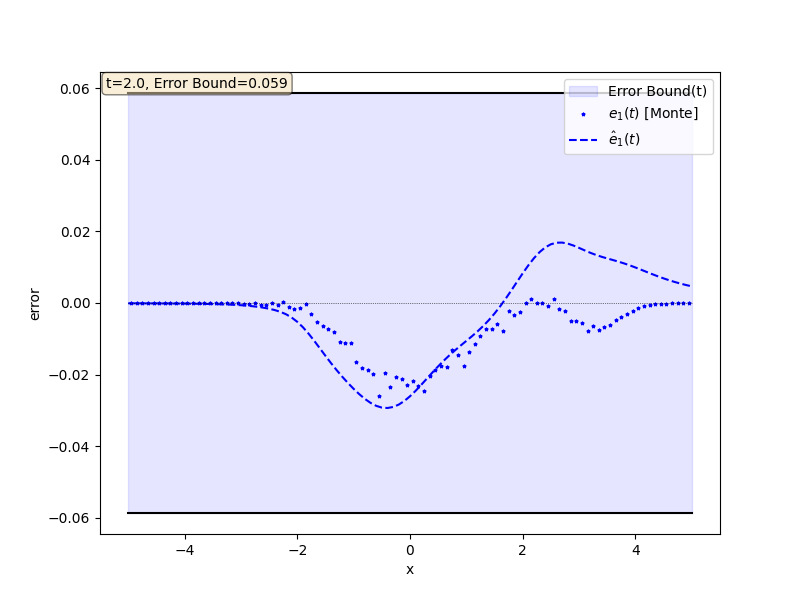 t=2.0, Error Bound=0.059
Error Bound(t)
e₁(t) [Monte]
ê₁(t)
0.06
0.04
0.02
0.00
−0.02
−0.04
−0.06
error
−4
−2
0
2
4
x